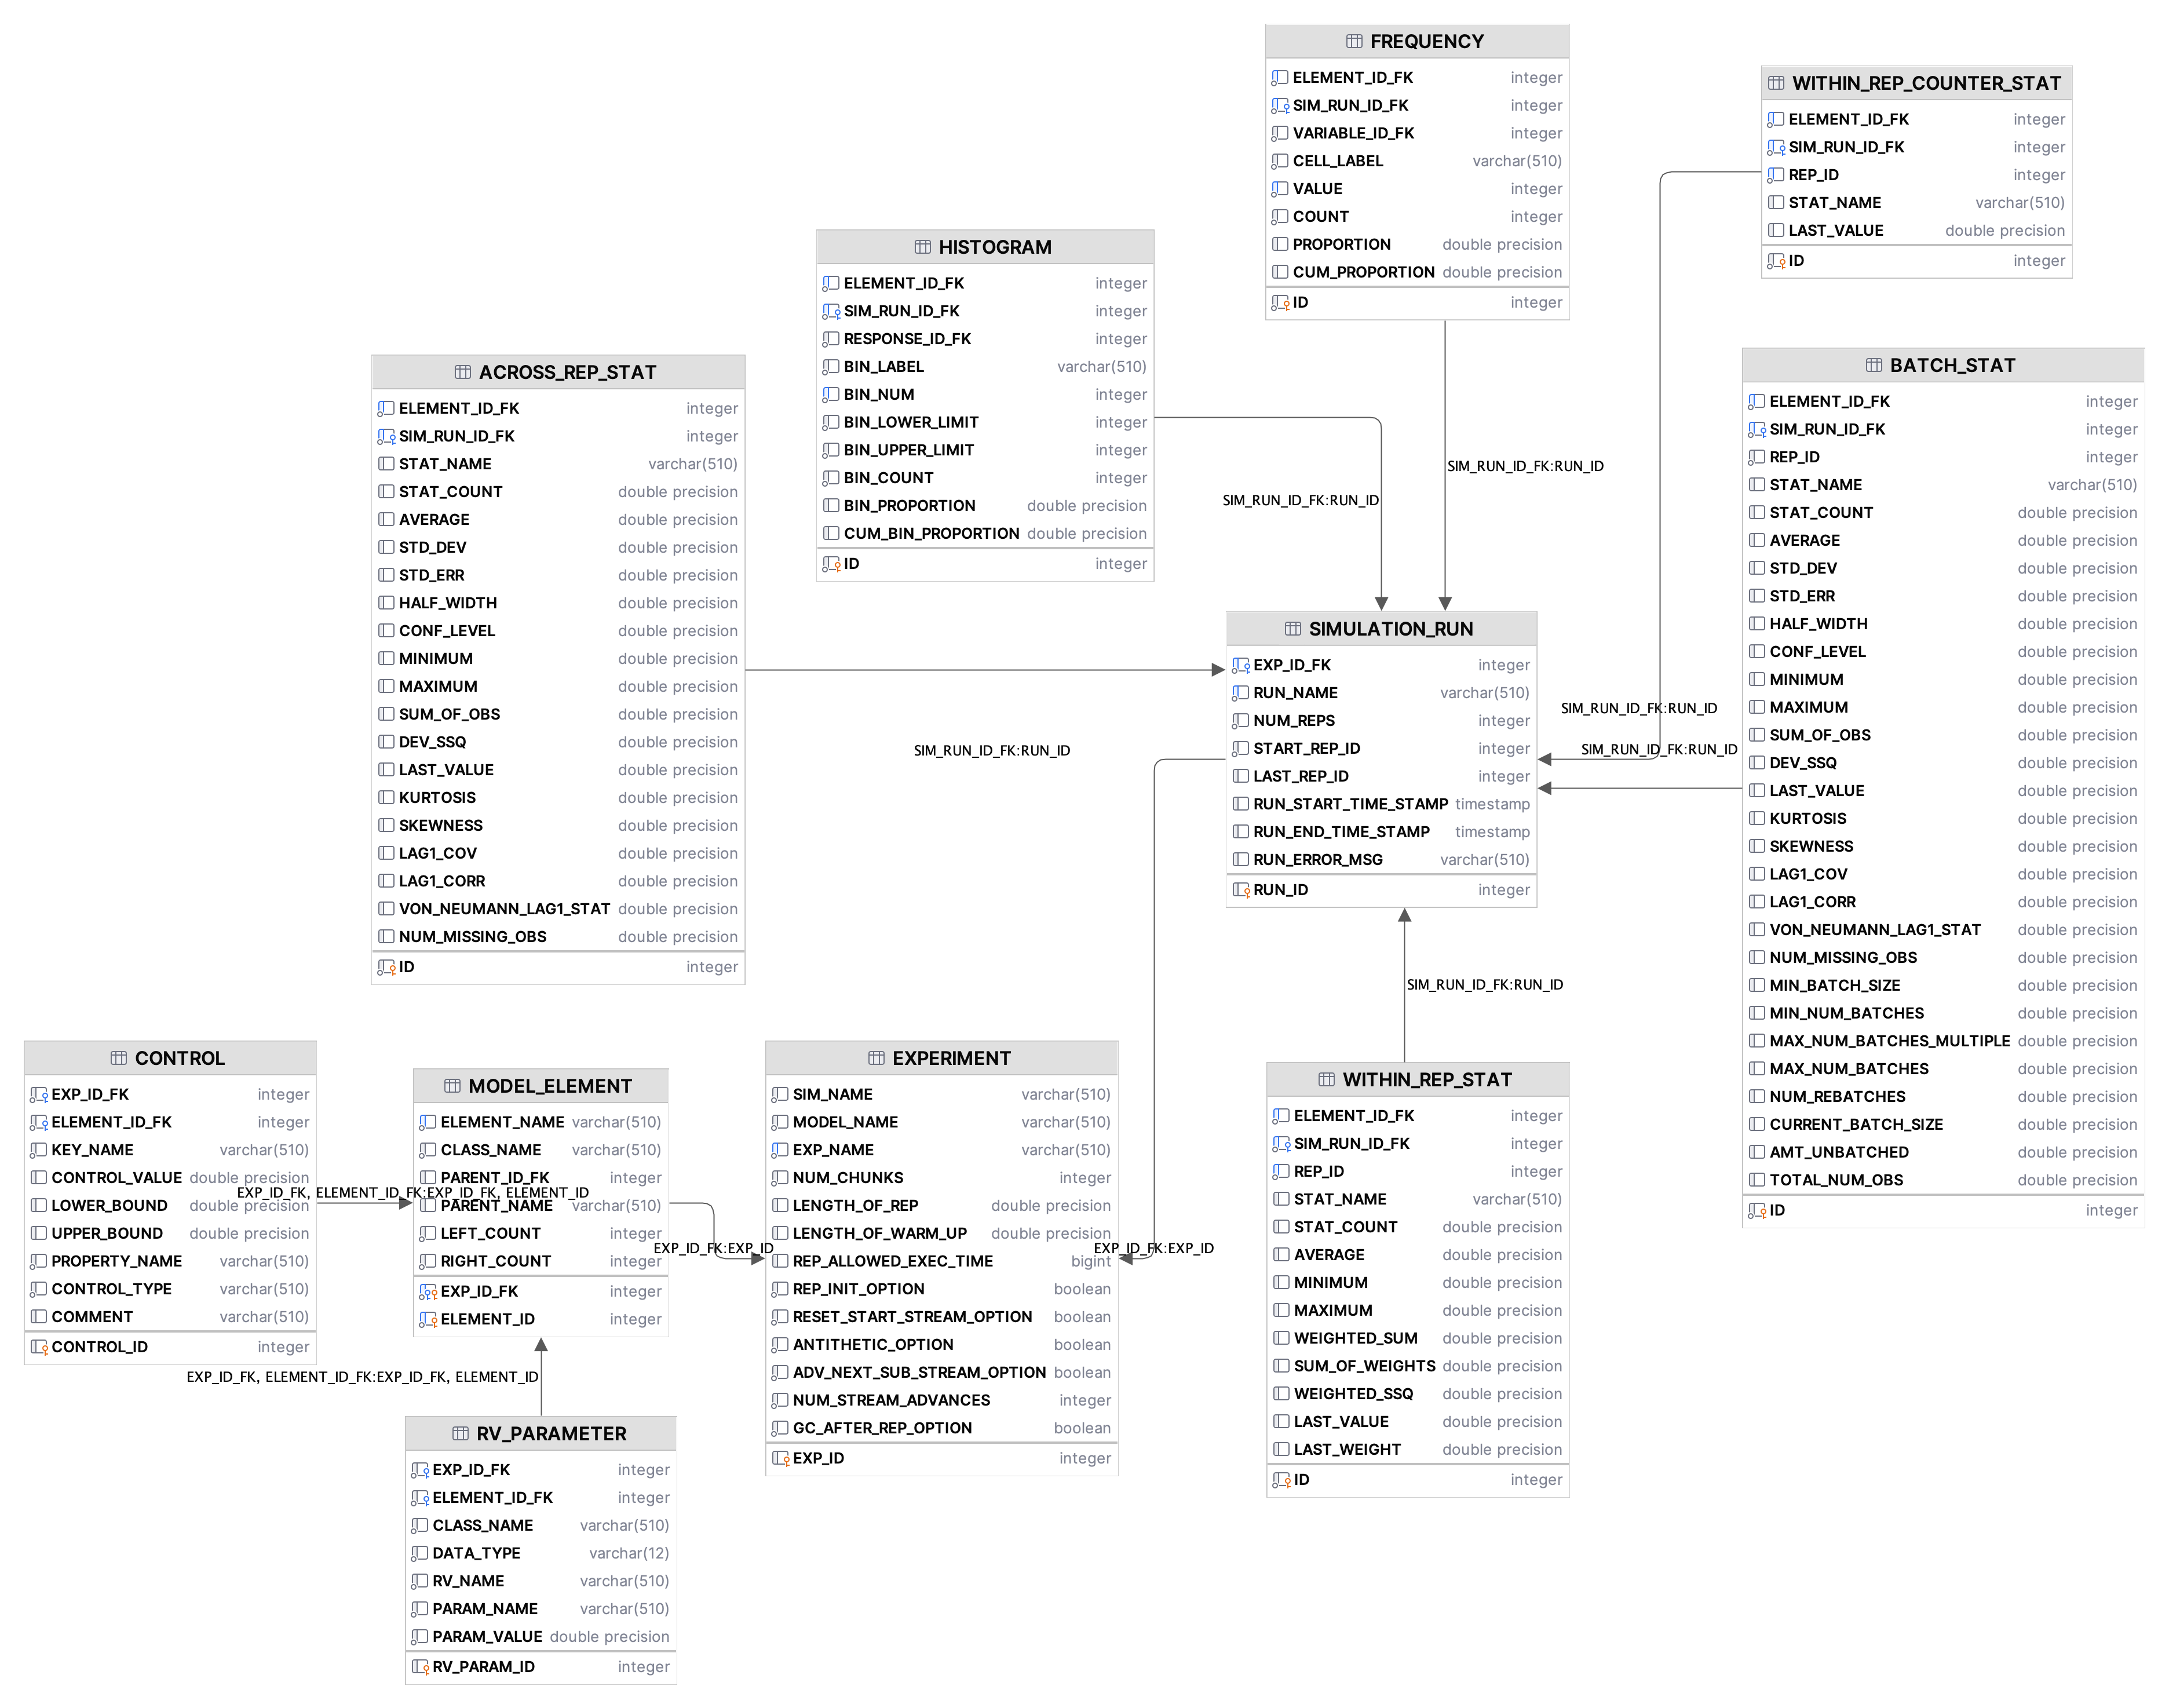 FREQUENCY
ELEMENT_ID_FK integer
SIM_RUN_ID_FK integer
VARIABLE_ID_FK integer
CELL_LABEL varchar(510)
VALUE integer
COUNT integer
PROPORTION double precision
CUM_PROPORTION double precision
ID integer
WITHIN_REP_COUNTER_STAT
ELEMENT_ID_FK integer
SIM_RUN_ID_FK integer
REP_ID integer
STAT_NAME varchar(510)
LAST_VALUE double precision
ID integer
HISTOGRAM
ELEMENT_ID_FK integer
SIM_RUN_ID_FK integer
RESPONSE_ID_FK integer
BIN_LABEL varchar(510)
BIN_NUM integer
BIN_LOWER_LIMIT integer
BIN_UPPER_LIMIT integer
BIN_COUNT integer
BIN_PROPORTION double precision
CUM_BIN_PROPORTION double precision
ID integer
ACROSS_REP_STAT
ELEMENT_ID_FK integer
SIM_RUN_ID_FK integer
STAT_NAME varchar(510)
STAT_COUNT double precision
AVERAGE double precision
STD_DEV double precision
STD_ERR double precision
HALF_WIDTH double precision
CONF_LEVEL double precision
MINIMUM double precision
MAXIMUM double precision
SUM_OF_OBS double precision
DEV_SSQ double precision
LAST_VALUE double precision
KURTOSIS double precision
SKEWNESS double precision
LAG1_COV double precision
LAG1_CORR double precision
VON_NEUMANN_LAG1_STAT double precision
NUM_MISSING_OBS double precision
ID integer
BATCH_STAT
ELEMENT_ID_FK integer
SIM_RUN_ID_FK integer
REP_ID integer
STAT_NAME varchar(510)
STAT_COUNT double precision
AVERAGE double precision
STD_DEV double precision
STD_ERR double precision
HALF_WIDTH double precision
CONF_LEVEL double precision
MINIMUM double precision
MAXIMUM double precision
SUM_OF_OBS double precision
DEV_SSQ double precision
LAST_VALUE double precision
KURTOSIS double precision
SKEWNESS double precision
LAG1_COV double precision
LAG1_CORR double precision
VON_NEUMANN_LAG1_STAT double precision
NUM_MISSING_OBS double precision
MIN_BATCH_SIZE double precision
MIN_NUM_BATCHES double precision
MAX_NUM_BATCHES_MULTIPLE double precision
MAX_NUM_BATCHES double precision
NUM_REBATCHES double precision
CURRENT_BATCH_SIZE double precision
AMT_UNBATCHED double precision
TOTAL_NUM_OBS double precision
ID integer
SIM_RUN_ID_FK:RUN_ID
SIM_RUN_ID_FK:RUN_ID
SIM_RUN_ID_FK:RUN_ID
SIM_RUN_ID_FK:RUN_ID
SIM_RUN_ID_FK:RUN_ID
SIMULATION_RUN
EXP_ID_FK integer
RUN_NAME varchar(510)
NUM_REPS integer
START_REP_ID integer
LAST_REP_ID integer
RUN_START_TIME_STAMP timestamp
RUN_END_TIME_STAMP timestamp
RUN_ERROR_MSG varchar(510)
RUN_ID integer
SIM_RUN_ID_FK:RUN_ID
CONTROL
EXP_ID_FK integer
ELEMENT_ID_FK integer
KEY_NAME varchar(510)
CONTROL_VALUE double precision
LOWER_BOUND double precision
UPPER_BOUND double precision
PROPERTY_NAME varchar(510)
CONTROL_TYPE varchar(510)
COMMENT varchar(510)
CONTROL_ID integer
EXP_ID_FK, ELEMENT_ID_FK:EXP_ID_FK, ELEMENT_ID
MODEL_ELEMENT
ELEMENT_NAME varchar(510)
CLASS_NAME varchar(510)
PARENT_ID_FK integer
PARENT_NAME varchar(510)
LEFT_COUNT integer
RIGHT_COUNT integer
EXP_ID_FK integer
ELEMENT_ID integer
EXP_ID_FK:EXP_ID
EXPERIMENT
SIM_NAME varchar(510)
MODEL_NAME varchar(510)
EXP_NAME varchar(510)
NUM_CHUNKS integer
LENGTH_OF_REP double precision
LENGTH_OF_WARM_UP double precision
REP_ALLOWED_EXEC_TIME bigint
REP_INIT_OPTION boolean
RESET_START_STREAM_OPTION boolean
ANTITHETIC_OPTION boolean
ADV_NEXT_SUB_STREAM_OPTION boolean
NUM_STREAM_ADVANCES integer
GC_AFTER_REP_OPTION boolean
EXP_ID integer
EXP_ID_FK:EXP_ID
WITHIN_REP_STAT
ELEMENT_ID_FK integer
SIM_RUN_ID_FK integer
REP_ID integer
STAT_NAME varchar(510)
STAT_COUNT double precision
AVERAGE double precision
MINIMUM double precision
MAXIMUM double precision
WEIGHTED_SUM double precision
SUM_OF_WEIGHTS double precision
WEIGHTED_SSQ double precision
LAST_VALUE double precision
LAST_WEIGHT double precision
ID integer
EXP_ID_FK, ELEMENT_ID_FK:EXP_ID_FK, ELEMENT_ID
RV_PARAMETER
EXP_ID_FK integer
ELEMENT_ID_FK integer
CLASS_NAME varchar(510)
DATA_TYPE varchar(12)
RV_NAME varchar(510)
PARAM_NAME varchar(510)
PARAM_VALUE double precision
RV_PARAM_ID integer